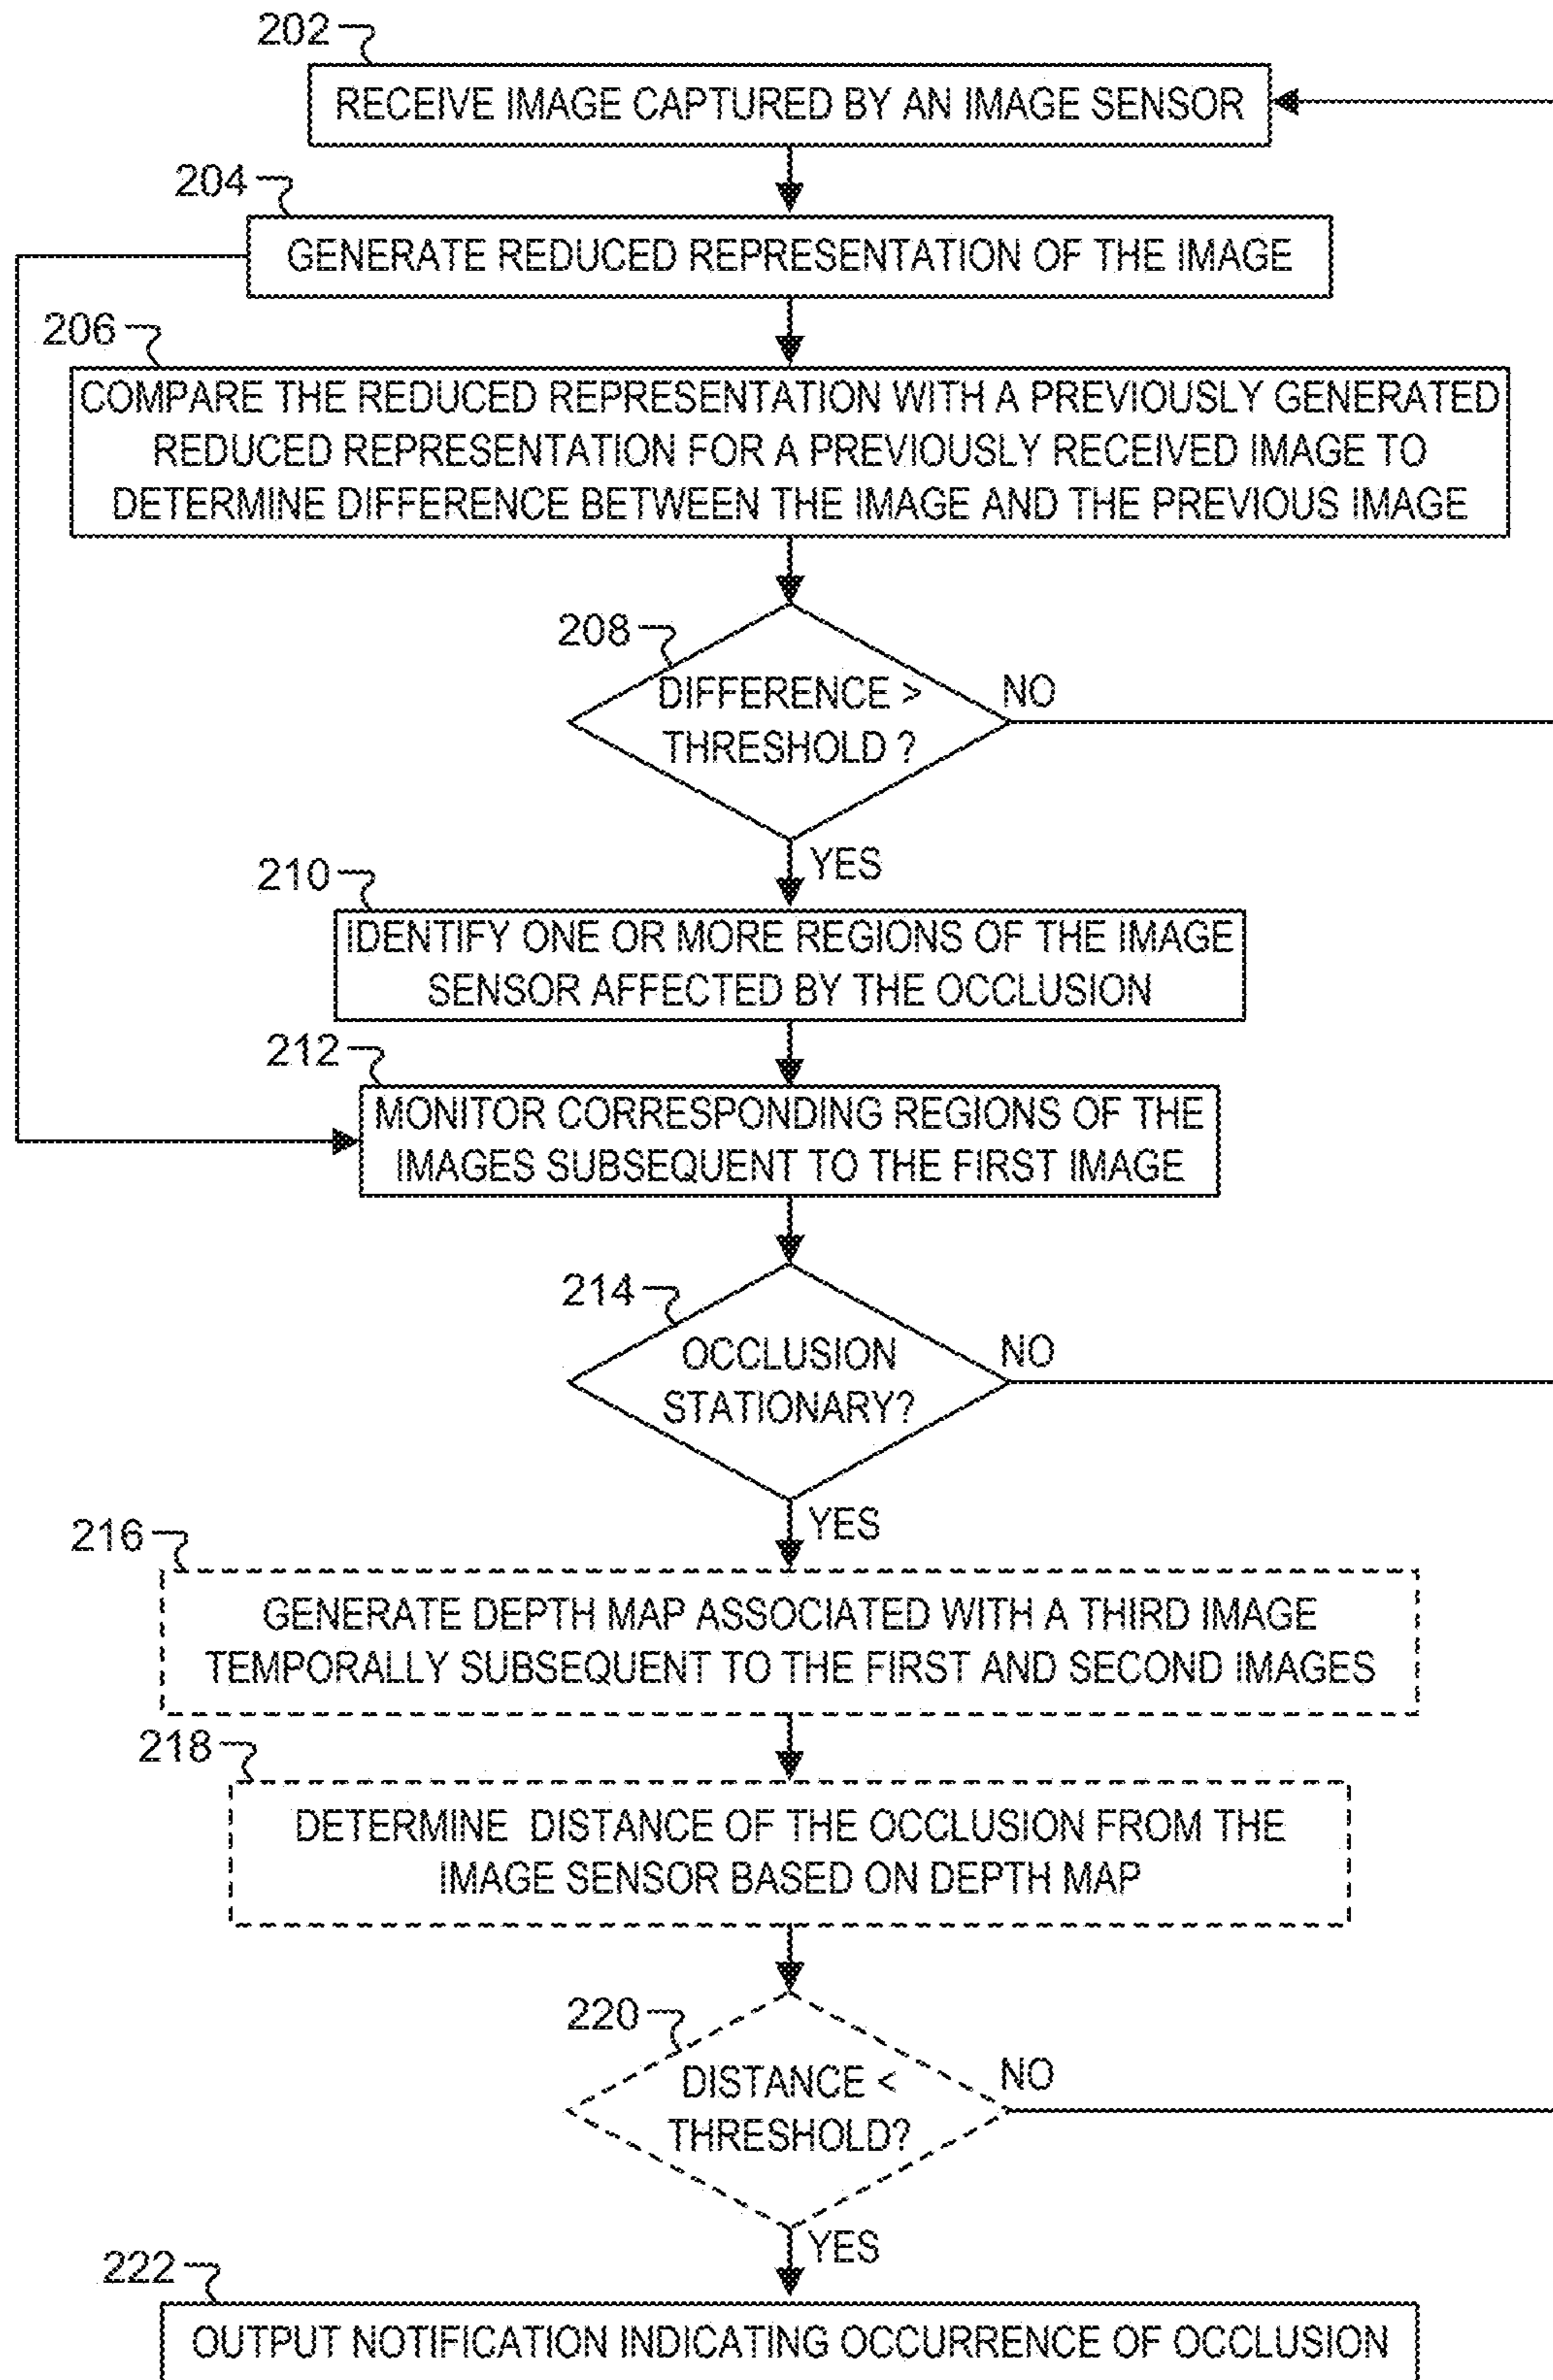 202
RECEIVE IMAGE CAPTURED BY AN IMAGE SENSOR
204
GENERATE REDUCED REPRESENTATION OF THE IMAGE
206
COMPARE THE REDUCED REPRESENTATION WITH A PREVIOUSLY GENERATED
REDUCED REPRESENTATION FOR A PREVIOUSLY RECEIVED IMAGE TO
DETERMINE DIFFERENCE BETWEEN THE IMAGE AND THE PREVIOUS IMAGE
208
DIFFERENCE >
THRESHOLD ?
NO
YES
210
IDENTIFY ONE OR MORE REGIONS OF THE IMAGE
SENSOR AFFECTED BY THE OCCLUSION
212
MONITOR CORRESPONDING REGIONS OF THE
IMAGES SUBSEQUENT TO THE FIRST IMAGE
214
OCCLUSION
STATIONARY?
NO
YES
216
GENERATE DEPTH MAP ASSOCIATED WITH A THIRD IMAGE
TEMPORALLY SUBSEQUENT TO THE FIRST AND SECOND IMAGES
218
DETERMINE DISTANCE OF THE OCCLUSION FROM THE
IMAGE SENSOR BASED ON DEPTH MAP
220
DISTANCE <
THRESHOLD?
NO
YES
222
OUTPUT NOTIFICATION INDICATING OCCURRENCE OF OCCLUSION